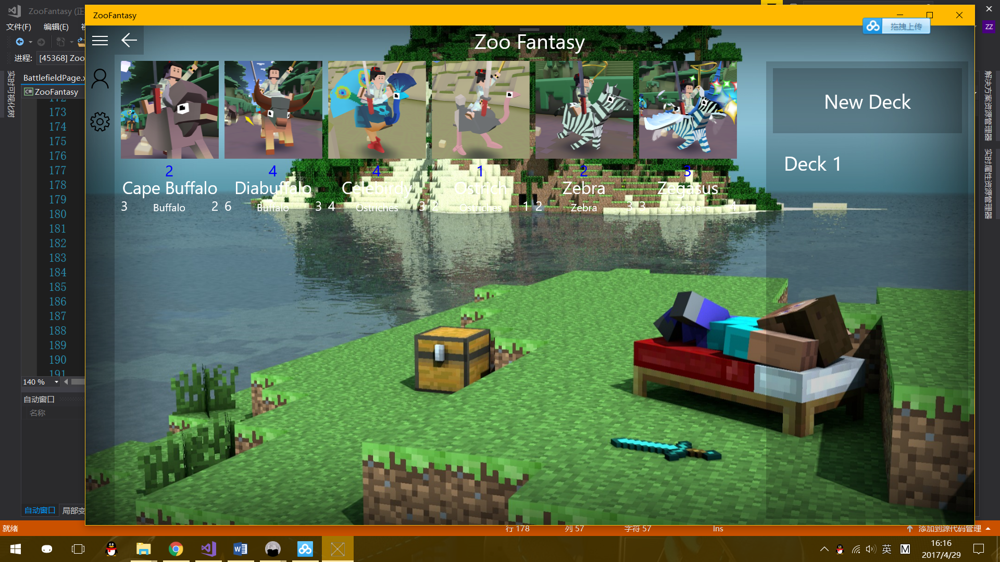 ZooFantasy (正
文件(F)
编辑(E)
进程:
[45368] Zoo
ZZ
实时可视化树
BattlefieldPage.x
ZooFantasy
173
174
175
176
177
178
179
180
181
182
183
184
185
186
187
188
189
190
191
140 %
自动窗口
名称
自动窗口
局部变
ZooFantasy
拖拽上传
Zoo Fantasy
2
Cape Buffalo
3 Buffalo 2
4
Diabuffalo
6 Buffalo 3
4
Celebirdy
4 Ostriches 3
1
Ostrich
2 Ostriches 1
2
Zebra
2 Zebra 3
3
Zegasus
3 Zebra 4
New Deck
Deck 1
解决方案资源管理器
实时属性资源管理器
就绪
行 178
列 57
字符 57
Ins
添加到源代码管理
英
M
16:16
2017/4/29